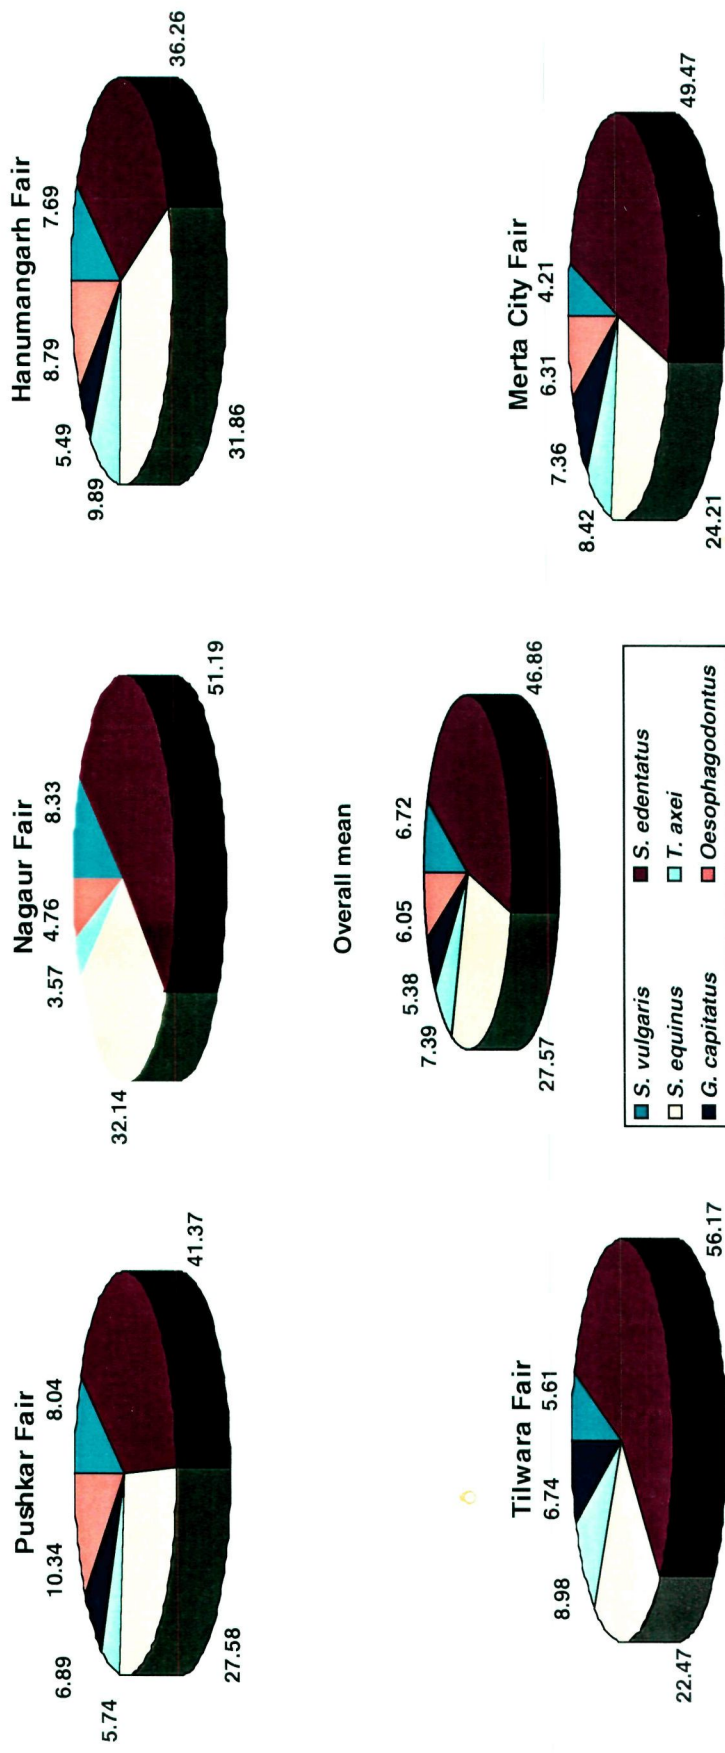 Pushkar Fair
8.04
10.34
6.89
5.74
27.58
41.37
Nagaur Fair
8.33
4.76
3.57
32.14
51.19
Hanumangarh Fair
7.69
8.79
5.49
9.89
31.86
36.26
Tilwara Fair
5.61
6.74
8.98
22.47
56.17
Overall mean
6.72
6.05
5.38
7.39
27.57
46.86
Merta City Fair
4.21
6.31
7.36
8.42
24.21
49.47
S. vulgaris
S. edentatus
S. equinus
T. axei
G. capitatus
Oesophagodontus